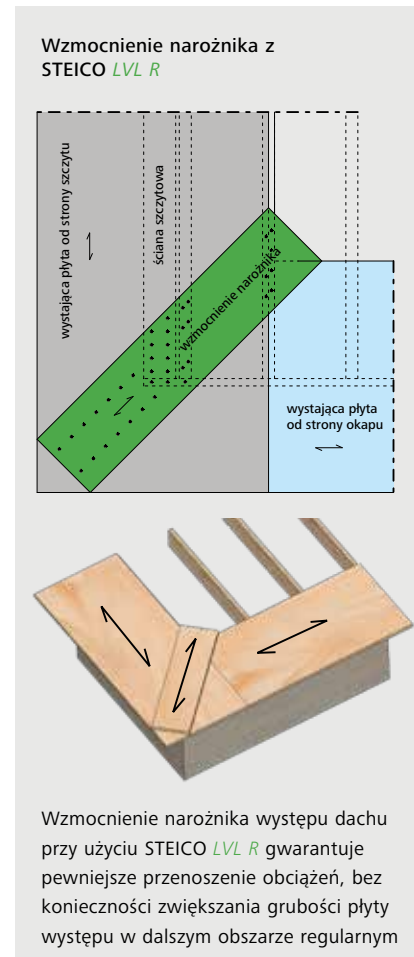 Wzmocnienie narożnika z
STEICO LVL R
wystająca płyta od strony szczytu
ściana szczytowa
wzmocnienie narożnika
wystająca płyta
od strony okapu
Wzmocnienie narożnika występu dachu
przy użyciu STEICO LVL R gwarantuje
pewniejsze przenoszenie obciążeń, bez
konieczności zwiększania grubości płyty
występu w dalszym obszarze regularnym